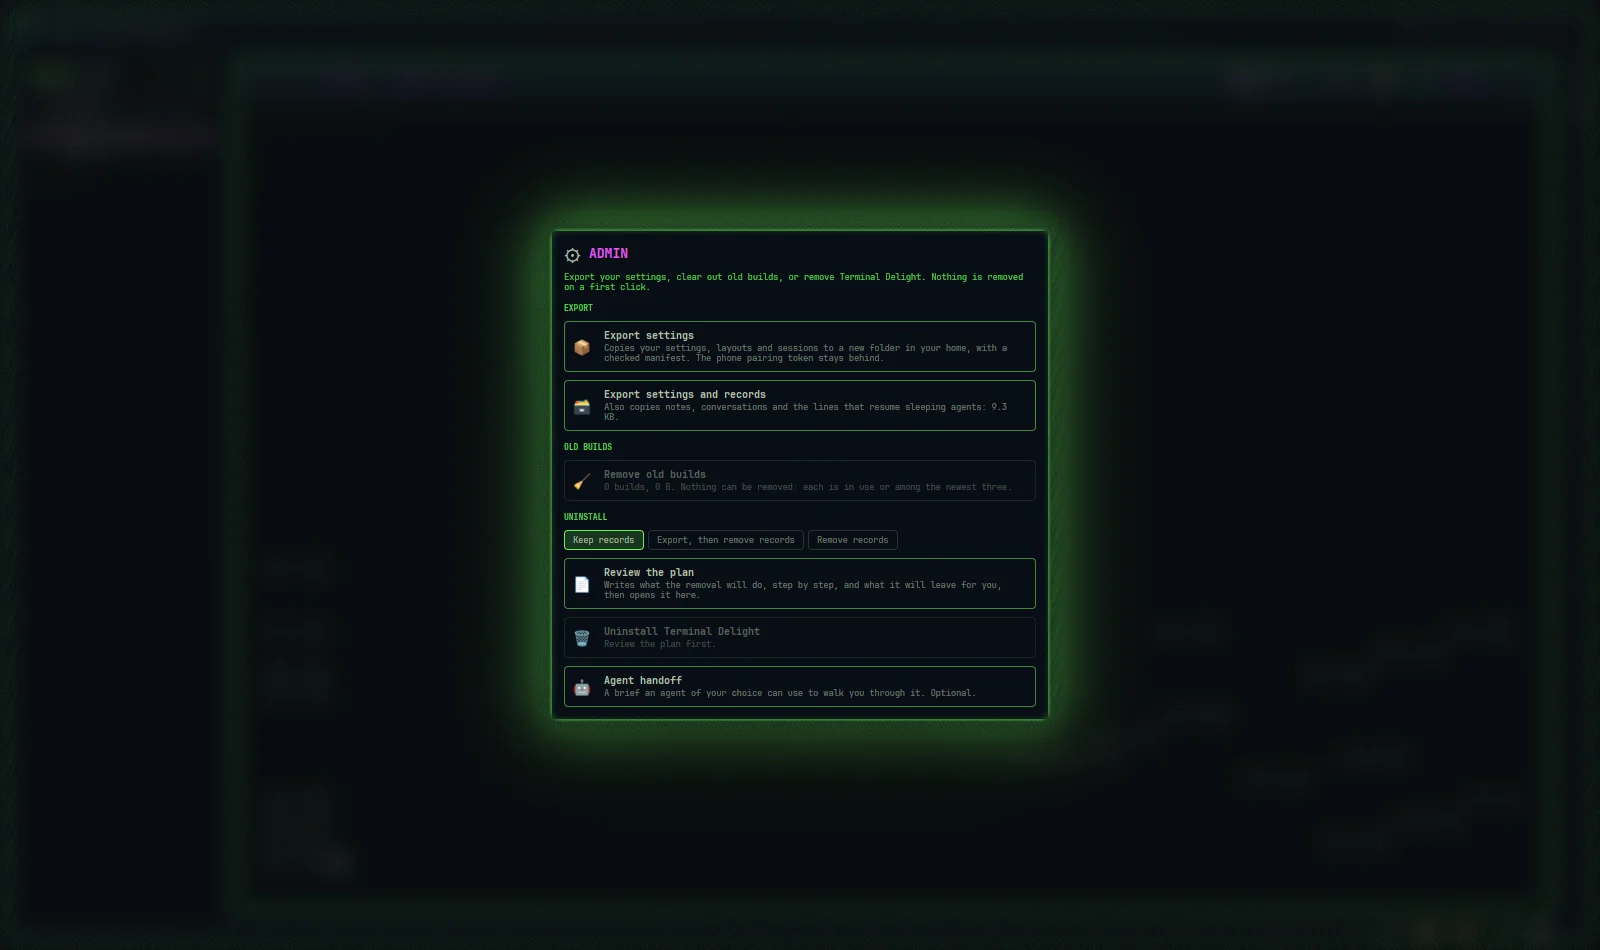 ADMIN
Export your settings, clear out old builds, or remove Terminal Delight. Nothing is removed
on a first click.
EXPORT
Export settings
Copies your settings, layouts and sessions to a new folder in your home, with a
checked manifest. The phone pairing token stays behind.
Export settings and records
Also copies notes, conversations and the lines that resume sleeping agents: 9.3
KB.
OLD BUILDS
Remove old builds
0 builds, 0 B. Nothing can be removed: each is in use or among the newest three.
UNINSTALL
Keep records Export, then remove records Remove records
Review the plan
Writes what the removal will do, step by step, and what it will leave for you,
then opens it here.
Uninstall Terminal Delight
Review the plan first.
Agent handoff
A brief an agent of your choice can use to walk you through it. Optional.